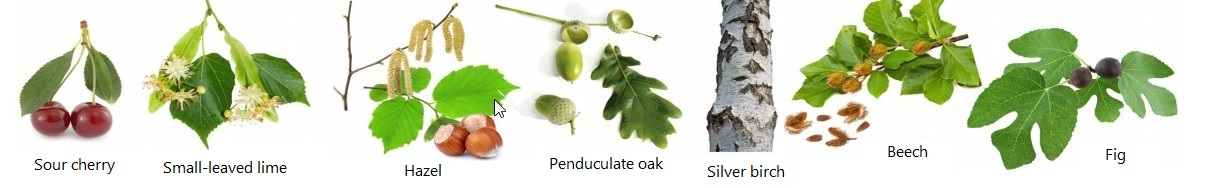 Sour cherry
Small-leaved lime
Hazel
Penduculate oak
Silver birch
Beech
Fig